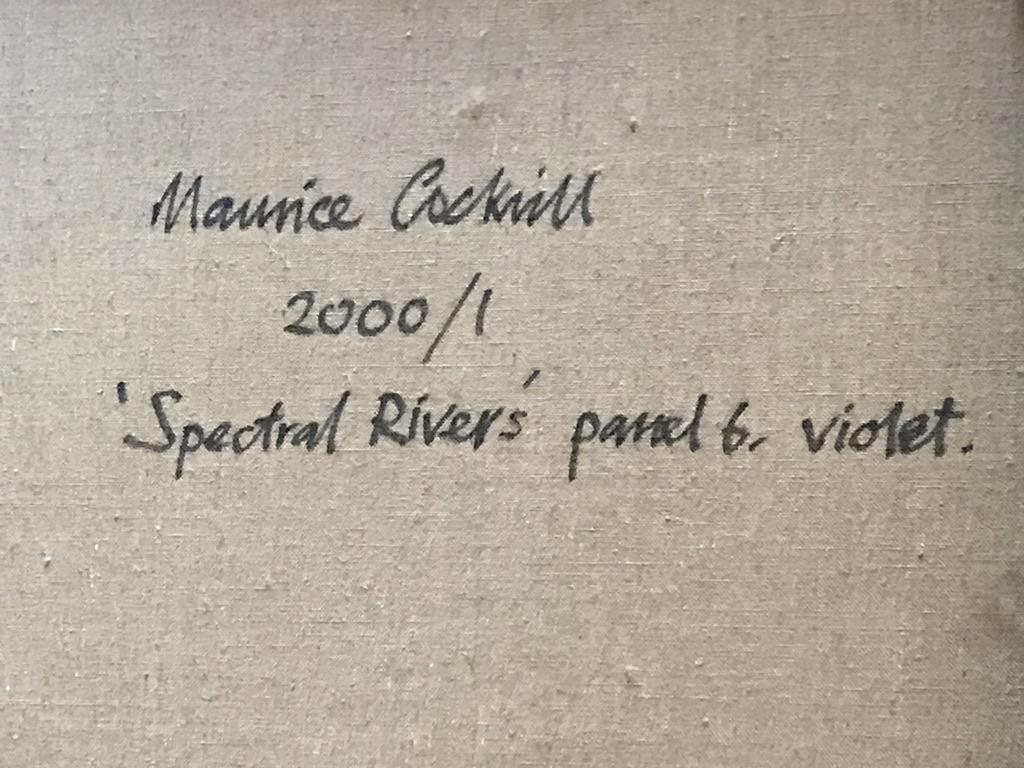 Maurice Cockrill
2000/1
'Spectral Rivers' panel 6. violet.